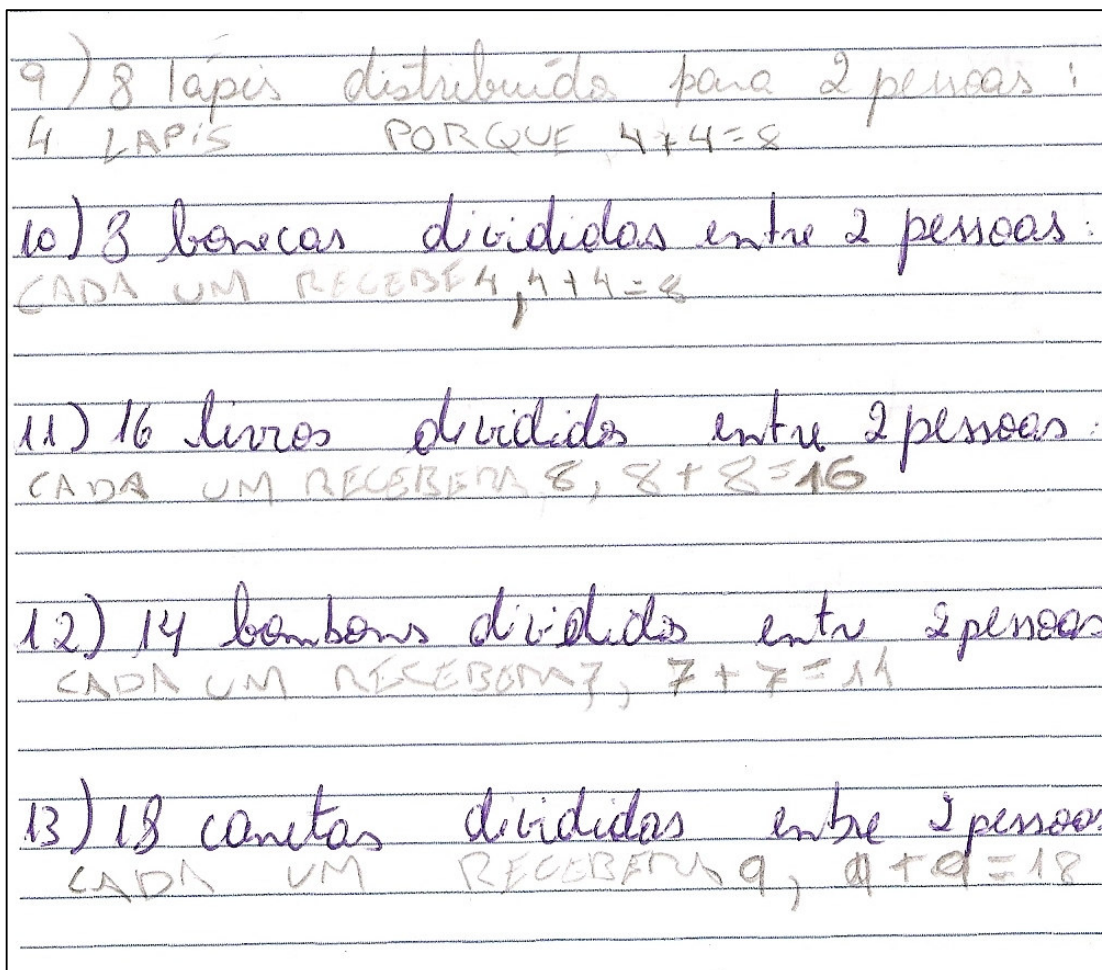 9) 8 lápis distribuído para 2 pessoas:
4 LAPIS PORQUE 4+4=8
10) 8 bonecas divididas entre 2 pessoas:
CADA UM RECEBE 4, 4+4=8
11) 16 livros divididos entre 2 pessoas:
CADA UM RECEBERA 8, 8+8=16
12) 14 bombons divididos entre 2 pessoas
CADA UM RECEBERA 7, 7+7=14
13) 18 canetas divididas entre 2 pessoas
CADA UM RECEBERA 9, 9+9=18